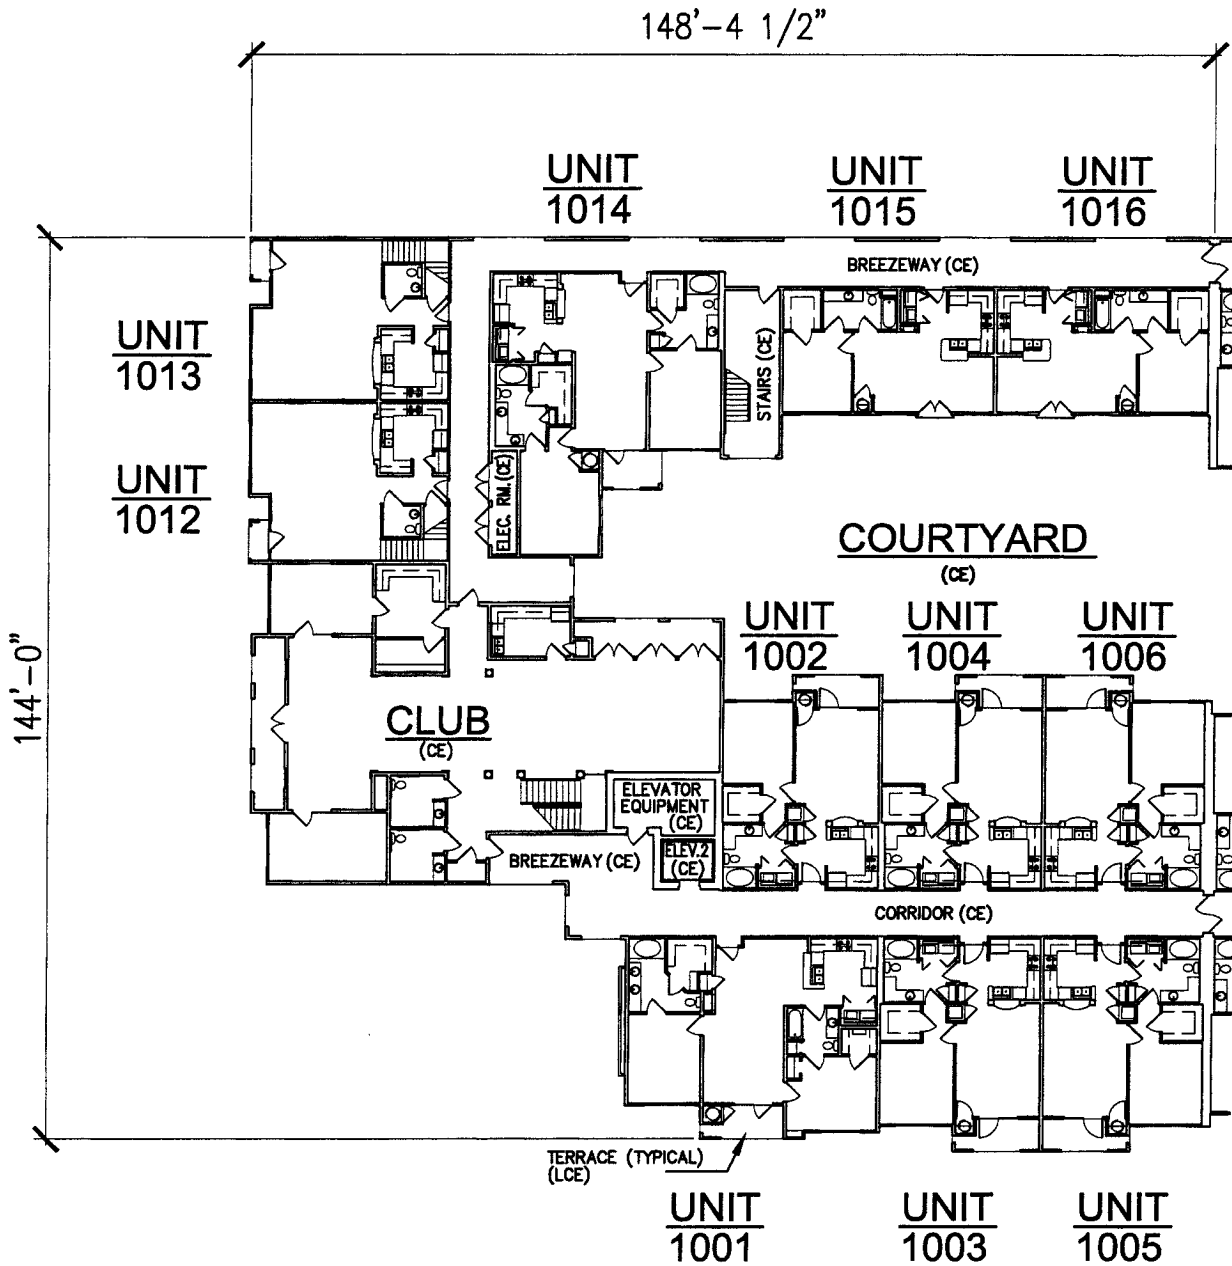 148'-4 1/2"
UNIT
1014
UNIT
1015
UNIT
1016
BREEZEWAY (CE)
UNIT
1013
STAIRS (CE)
UNIT
1012
ELEC. RM. (CE)
COURTYARD
(CE)
UNIT
1002
UNIT
1004
UNIT
1006
144'-0"
CLUB
(CE)
ELEVATOR
EQUIPMENT
(CE)
BREEZEWAY (CE)
ELEV.2
(CE)
CORRIDOR (CE)
TERRACE (TYPICAL)
(LCE)
UNIT
1001
UNIT
1003
UNIT
1005